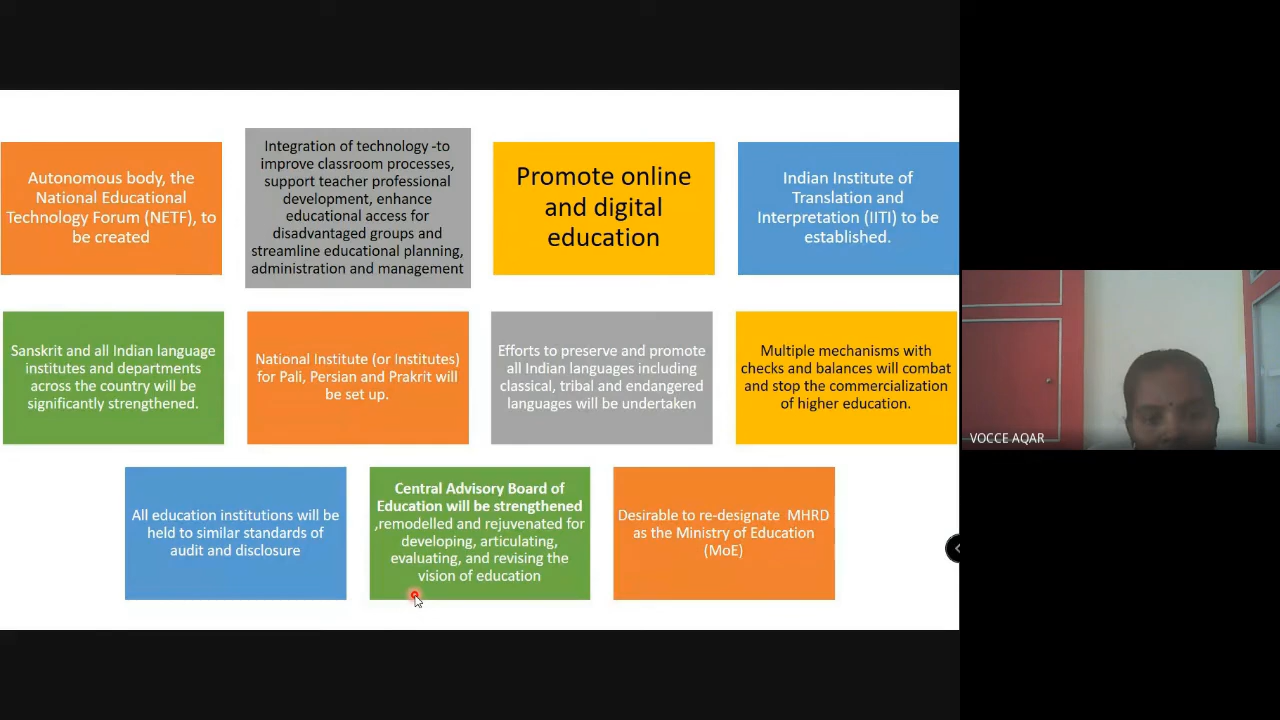 Autonomous body, the
National Educational
Technology Forum (NETF), to
be created
Integration of technology -to
improve classroom processes,
support teacher professional
development, enhance
educational access for
disadvantaged groups and
streamline educational planning,
administration and management
Promote online
and digital
education
Indian Institute of
Translation and
Interpretation (IITI) to be
established.
Sanskrit and all Indian language
institutes and departments
across the country will be
significantly strengthened.
National Institute (or Institutes)
for Pali, Persian and Prakrit will
be set up.
Efforts to preserve and promote
all Indian languages including
classical, tribal and endangered
languages will be undertaken
Multiple mechanisms with
checks and balances will combat
and stop the commercialization
of higher education.
All education institutions will be
held to similar standards of
audit and disclosure
Central Advisory Board of
Education will be strengthened
,remodelled and rejuvenated for
developing, articulating,
evaluating, and revising the
vision of education
Desirable to re-designate MHRD
as the Ministry of Education
(MoE)
VOCCE AQAR